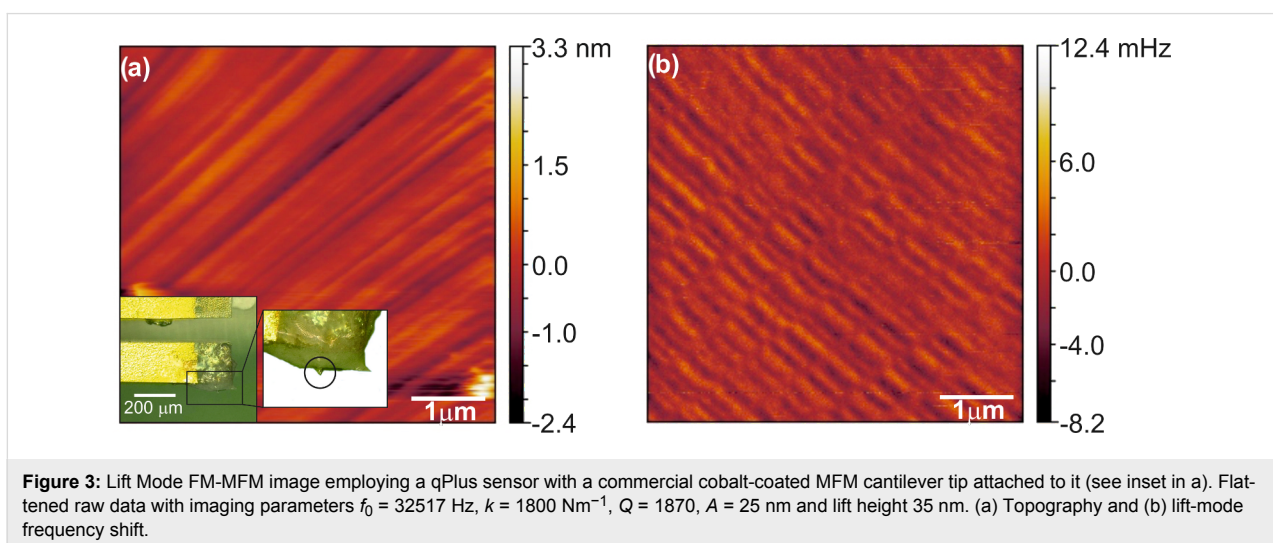 (a)
3.3 nm
1.5
0.0
-1.0
-2.4
200 μm
1μm
(b)
12.4 mHz
6.0
0.0
-4.0
-8.2
1μm
Figure 3: Lift Mode FM-MFM image employing a qPlus sensor with a commercial cobalt-coated MFM cantilever tip attached to it (see inset in a). Flat-
tened raw data with imaging parameters f₀ = 32517 Hz, k = 1800 Nm⁻¹, Q = 1870, A = 25 nm and lift height 35 nm. (a) Topography and (b) lift-mode
frequency shift.